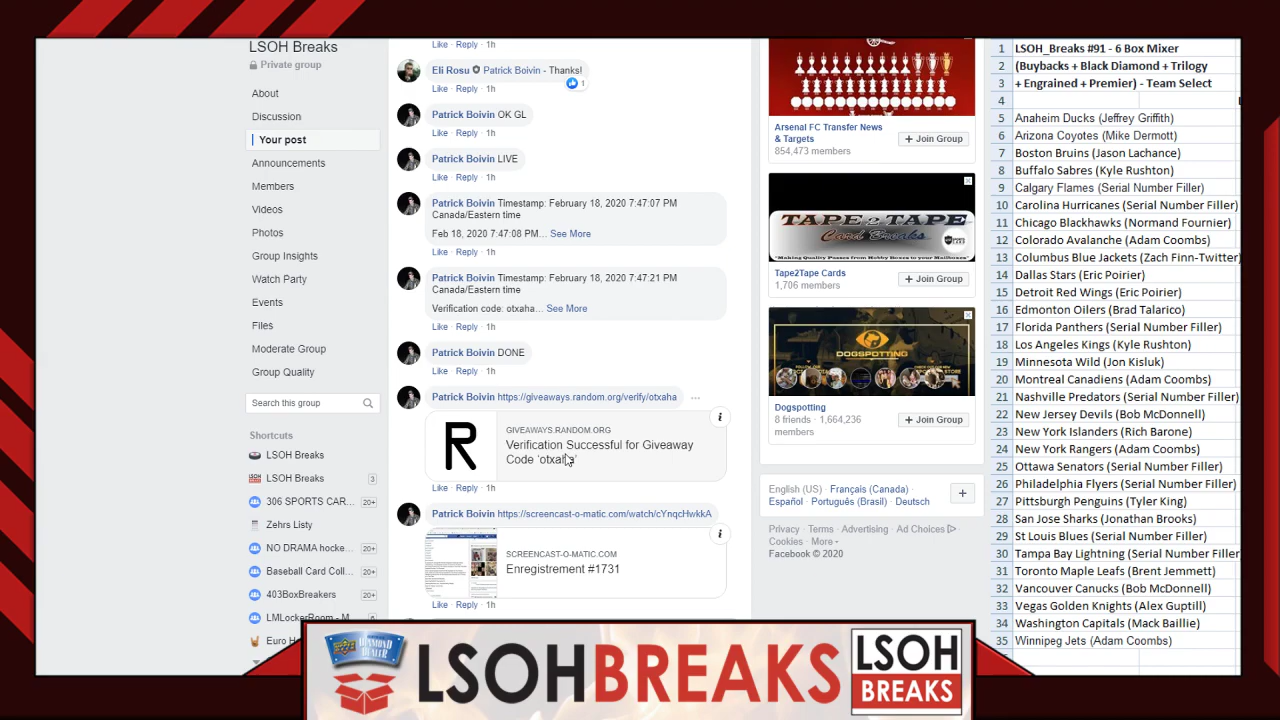 LSOH Breaks
Private group
About
Discussion
Your post
Announcements
Members
Videos
Photos
Group Insights
Watch Party
Events
Files
Moderate Group
Group Quality
Search this group
Shortcuts
LSOH Breaks
LSOH Breaks 3
306 SPORTS CAR... 20+
Zehrs Listy
NO DRAMA hocke... 20+
Baseball Card Coll... 20+
403BoxBreakers 20+
LMLockerRoom - M...
Euro H
Like · Reply · 1h
Eli Rosu Patrick Boivin - Thanks!
1
Like · Reply · 1h
Patrick Boivin OK GL
Like · Reply · 1h
Patrick Boivin LIVE
Like · Reply · 1h
Patrick Boivin Timestamp: February 18, 2020 7:47:07 PM
Canada/Eastern time
Feb 18, 2020 7:47:08 PM... See More
Like · Reply · 1h
Patrick Boivin Timestamp: February 18, 2020 7:47:21 PM
Canada/Eastern time
Verification code: otxaha... See More
Like · Reply · 1h
Patrick Boivin DONE
Like · Reply · 1h
Patrick Boivin https://giveaways.random.org/verify/otxaha ...
R
GIVEAWAYS.RANDOM.ORG
Verification Successful for Giveaway
Code 'otxaha'
Like · Reply · 1h
Patrick Boivin https://screencast-o-matic.com/watch/cYnqcHwkkA
SCREENCAST-O-MATIC.COM
Enregistrement #1731
Like · Reply · 1h
Arsenal FC Transfer News
& Targets
854,473 members
+ Join Group
TAPE2TAPE
Card Breaks
"Making Quality Passes from Hobby Boxes to your Mailboxes"
Tape2Tape Cards
1,706 members
+ Join Group
DOGSPOTTING
Dogspotting
8 friends · 1,664,236
members
+ Join Group
English (US) · Français (Canada) ·
Español · Português (Brasil) · Deutsch
+
Privacy · Terms · Advertising · Ad Choices
Cookies · More
Facebook © 2020
1 LSOH_Breaks #91 - 6 Box Mixer
2 (Buybacks + Black Diamond + Trilogy
3 + Engrained + Premier) - Team Select
4
5 Anaheim Ducks (Jeffrey Griffith)
6 Arizona Coyotes (Mike Dermott)
7 Boston Bruins (Jason Lachance)
8 Buffalo Sabres (Kyle Rushton)
9 Calgary Flames (Serial Number Filler)
10 Carolina Hurricanes (Serial Number Filler)
11 Chicago Blackhawks (Normand Fournier)
12 Colorado Avalanche (Adam Coombs)
13 Columbus Blue Jackets (Zach Finn-Twitter)
14 Dallas Stars (Eric Poirier)
15 Detroit Red Wings (Eric Poirier)
16 Edmonton Oilers (Brad Talarico)
17 Florida Panthers (Serial Number Filler)
18 Los Angeles Kings (Kyle Rushton)
19 Minnesota Wild (Jon Kisluk)
20 Montreal Canadiens (Adam Coombs)
21 Nashville Predators (Serial Number Filler)
22 New Jersey Devils (Bob McDonnell)
23 New York Islanders (Rich Barone)
24 New York Rangers (Adam Coombs)
25 Ottawa Senators (Serial Number Filler)
26 Philadelphia Flyers (Serial Number Filler)
27 Pittsburgh Penguins (Tyler King)
28 San Jose Sharks (Jonathan Brooks)
29 St Louis Blues (Serial Number Filler)
30 Tampa Bay Lightning (Serial Number Filler
31 Toronto Maple Leafs (Brent Jemmett)
32 Vancouver Canucks (Bob McDonnell)
33 Vegas Golden Knights (Alex Guptill)
34 Washington Capitals (Mack Baillie)
35 Winnipeg Jets (Adam Coombs)
DIAMOND
DEALER
LSOHBREAKS
LSOH
BREAKS